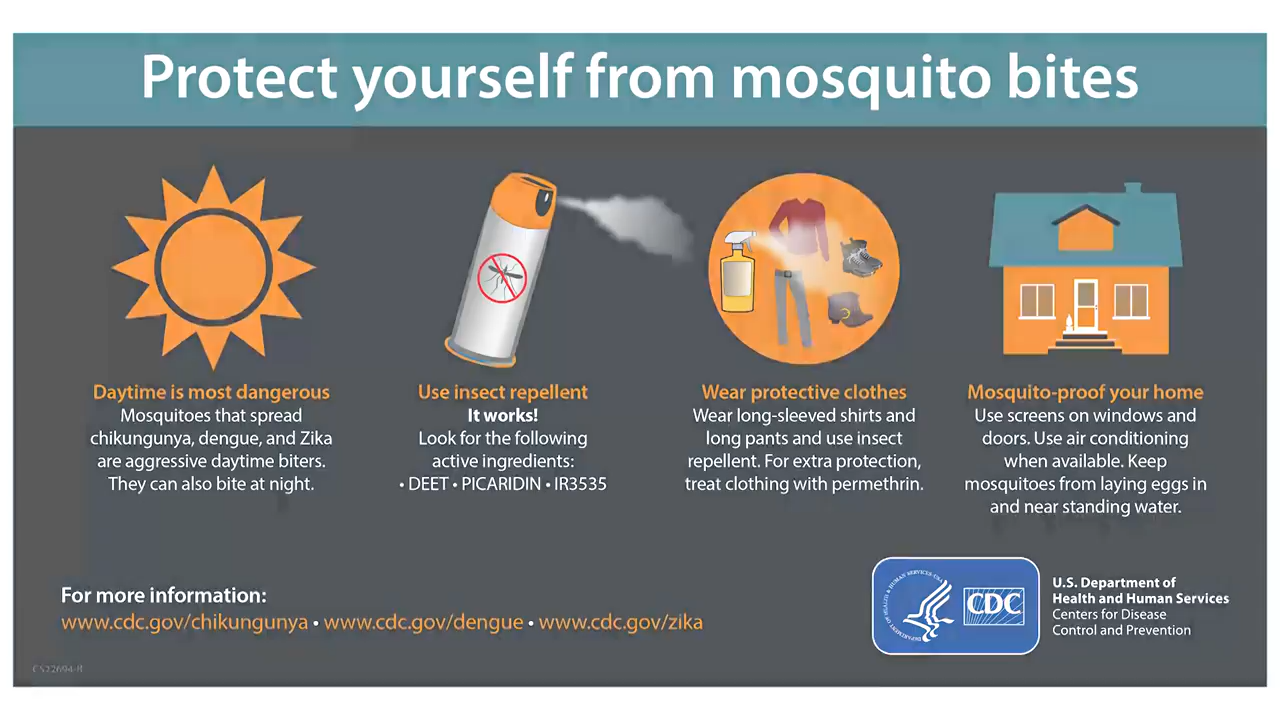 Protect yourself from mosquito bites
Daytime is most dangerous
Mosquitoes that spread
chikungunya, dengue, and Zika
are aggressive daytime biters.
They can also bite at night.
Use insect repellent
It works!
Look for the following
active ingredients:
• DEET • PICARIDIN • IR3535
Wear protective clothes
Wear long-sleeved shirts and
long pants and use insect
repellent. For extra protection,
treat clothing with permethrin.
Mosquito-proof your home
Use screens on windows and
doors. Use air conditioning
when available. Keep
mosquitoes from laying eggs in
and near standing water.
For more information:
www.cdc.gov/chikungunya • www.cdc.gov/dengue • www.cdc.gov/zika
DEPARTMENT OF HEALTH & HUMAN SERVICES•USA
CDC
U.S. Department of
Health and Human Services
Centers for Disease
Control and Prevention